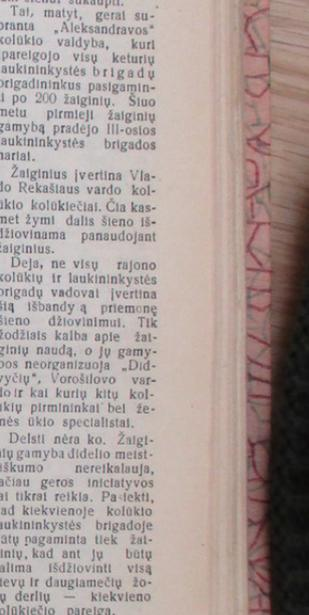 Tai, matyt, gerai su-
pranta „Aleksandravos“
kolūkio valdyba, kuri
įpareigojo visų keturių
laukininkystės brigadų
brigadininkus pasigamin-
ti po 200 žaiginių. Šiuo
metu pirmieji žaiginių
gamybą pradėjo III-osios
laukininkystės brigados
nariai.
Žaiginius įvertina Vla-
do Rekašiaus vardo kol-
ūkio kolūkiečiai. Čia kas-
met žymi dalis šieno iš-
džiovinama panaudojant
žaiginius.
Deja, ne visų rajono
kolūkių ir laukininkystės
brigadų vadovai įvertina
šią išbandytą priemonę
šieno džiovinimui. Tik
žodžiais kalba apie žai-
ginių naudą, o jų gamy-
bos neorganizuoja „Did-
vyčių“, Vorošilovo var-
do ir kai kurių kitų kol-
ūkių pirmininkai bei že-
mės ūkio specialistai.
Delsti nėra ko. Žaigi-
nių gamyba didelio meist-
riškumo nereikalauja,
tačiau geros iniciatyvos
tai tikrai reikia. Pasiekti,
kad kiekvienoje kolūkio
laukininkystės brigadoje
būtų pagaminta tiek žai-
ginių, kad ant jų būtų
galima išdžiovinti visą
pievų ir daugiamečių žo-
lių derlių — kiekvieno
kolūkiečio pareiga.